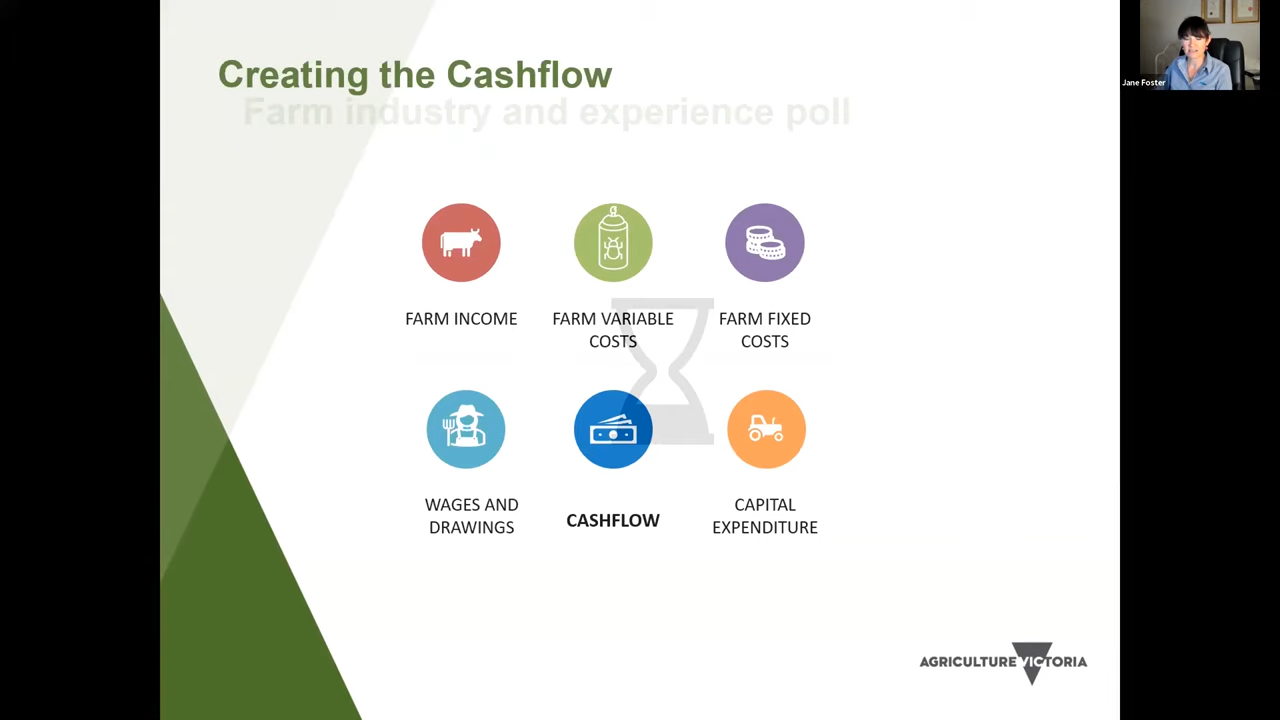 Creating the Cashflow
Farm industry and experience poll
Jane Foster
FARM INCOME
FARM VARIABLE
COSTS
FARM FIXED
COSTS
WAGES AND
DRAWINGS
CASHFLOW
CAPITAL
EXPENDITURE
AGRICULTURE VICTORIA